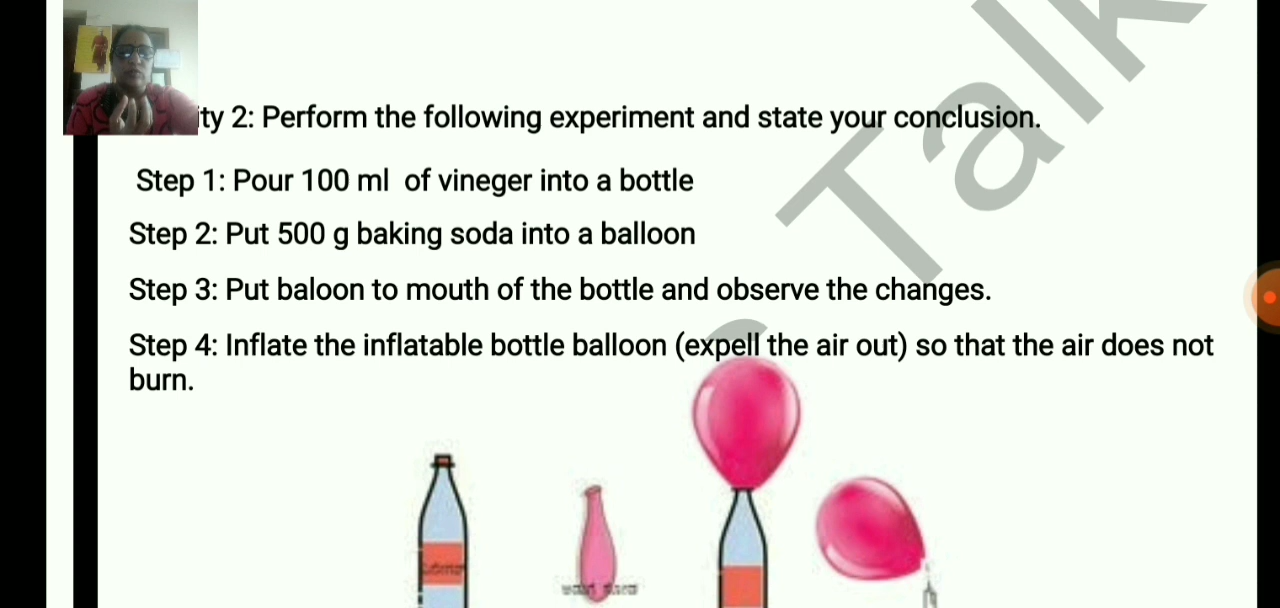 ity 2: Perform the following experiment and state your conclusion.
Step 1: Pour 100 ml of vineger into a bottle
Step 2: Put 500 g baking soda into a balloon
Step 3: Put baloon to mouth of the bottle and observe the changes.
Step 4: Inflate the inflatable bottle balloon (expell the air out) so that the air does not
burn.
Talk